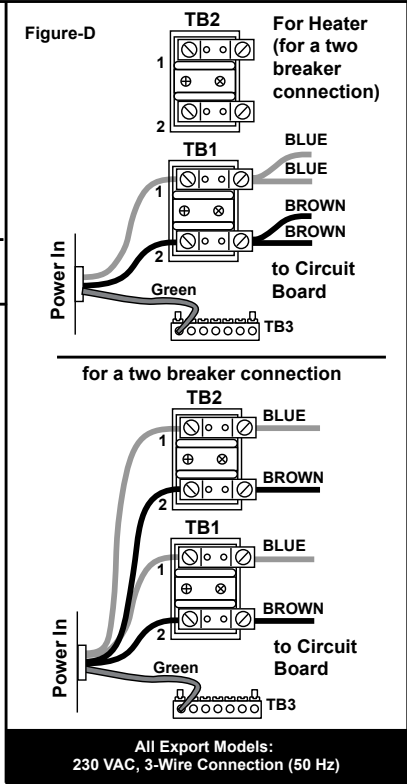 Figure-D
TB2
For Heater
(for a two
breaker
connection)
1
2
TB1
BLUE
BLUE
1
BROWN
BROWN
2
to Circuit
Board
Power In
Green
TB3
for a two breaker connection
TB2
BLUE
1
BROWN
2
TB1
BLUE
1
BROWN
2
to Circuit
Board
Power In
Green
TB3
All Export Models:
230 VAC, 3-Wire Connection (50 Hz)